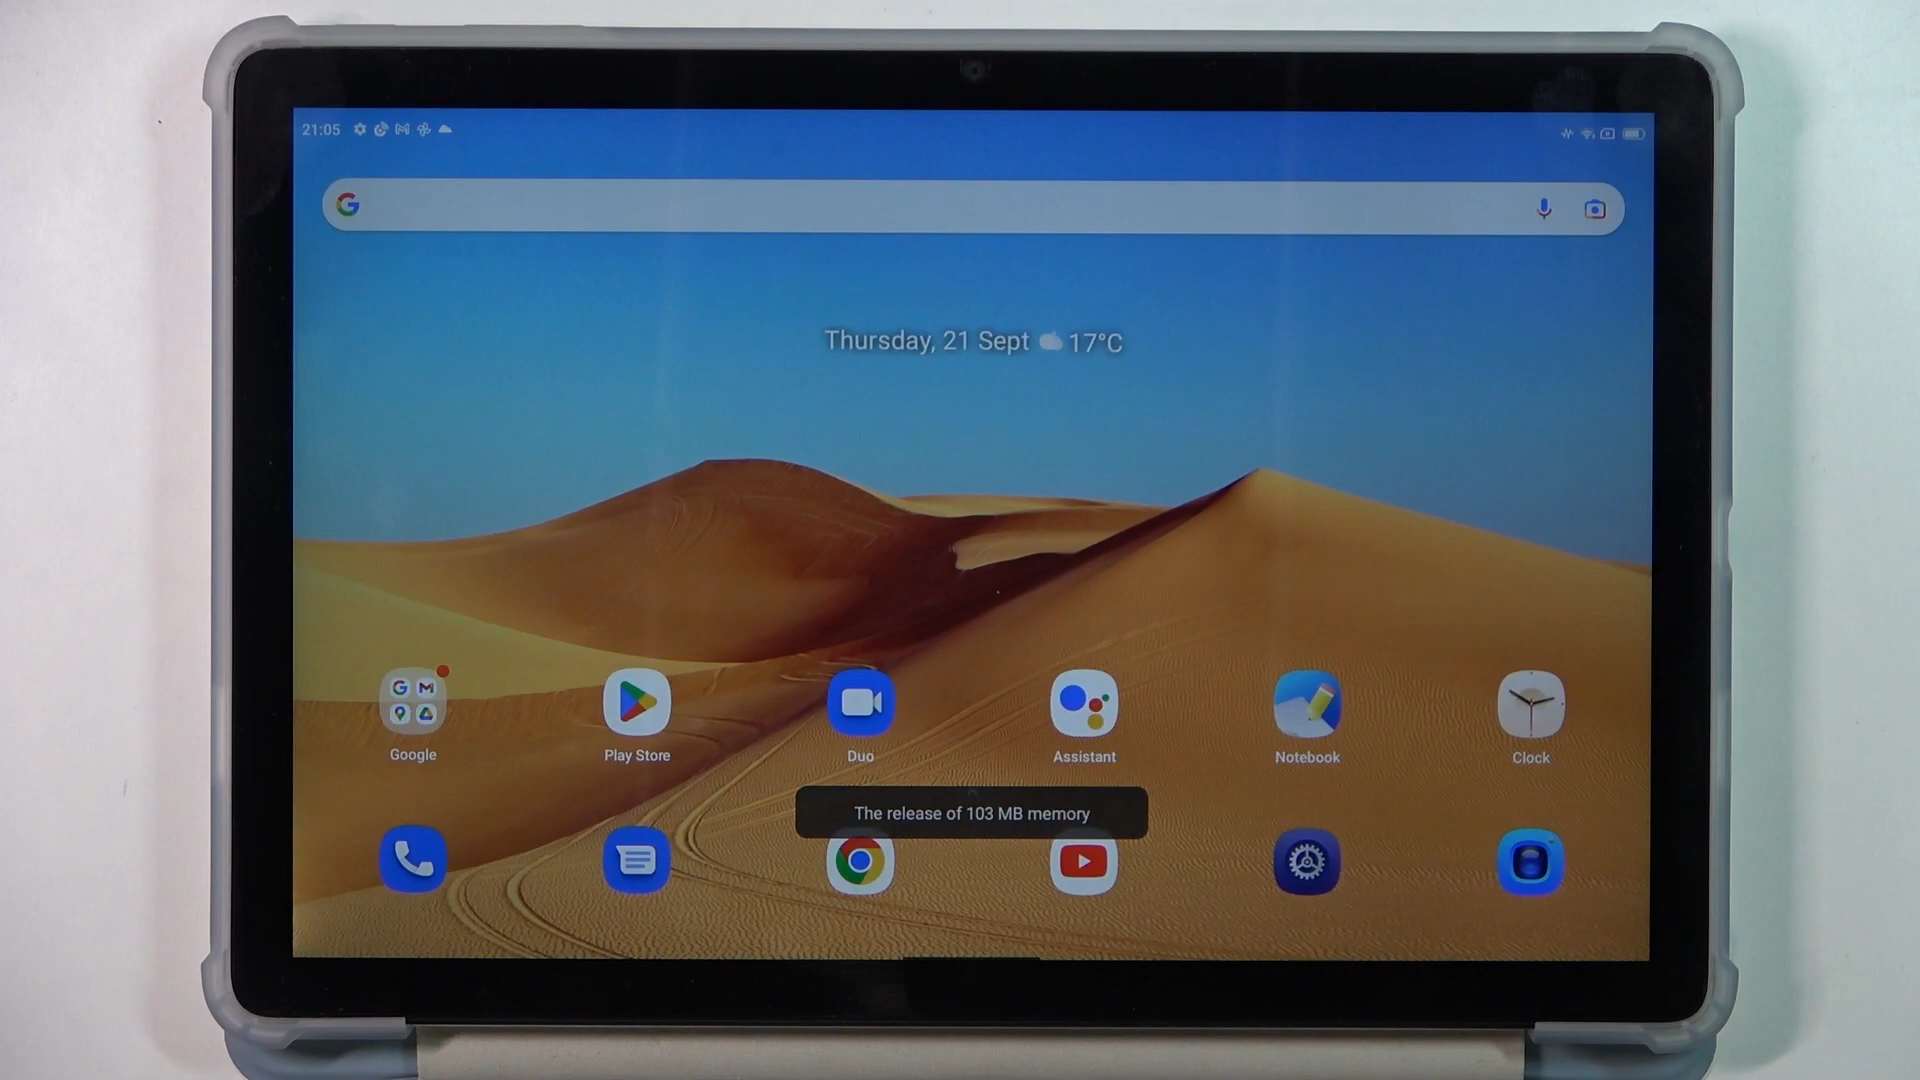 21:05
Thursday, 21 Sept 17°C
Google
Play Store
Duo
Assistant
Notebook
Clock
The release of 103 MB memory